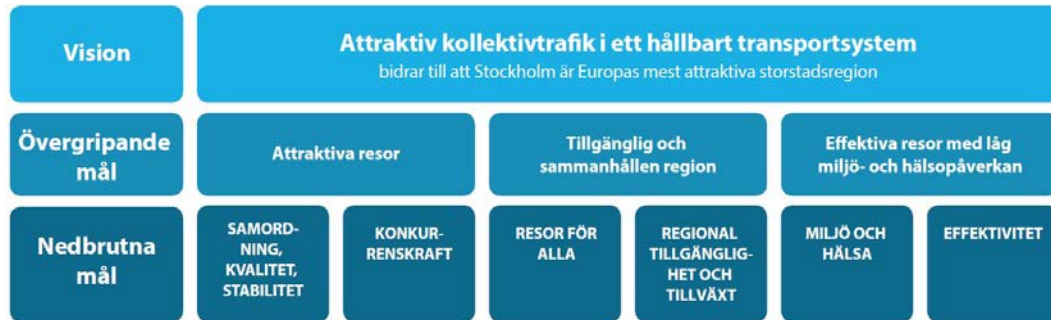 Vision
Attraktiv kollektivtrafik i ett hållbart transportsystem
bidrar till att Stockholm är Europas mest attraktiva storstadsregion
Övergripande
mål
Attraktiva resor
Tillgänglig och
sammanhållen region
Effektiva resor med låg
miljö- och hälsopåverkan
Nedbrutna
mål
SAMORD-
NING,
KVALITET,
STABILITET
KONKUR-
RENSKRAFT
RESOR FÖR
ALLA
REGIONAL
TILLGÄNGLIG-
HET OCH
TILLVÄXT
MILJÖ OCH
HÄLSA
EFFEKTIVITET